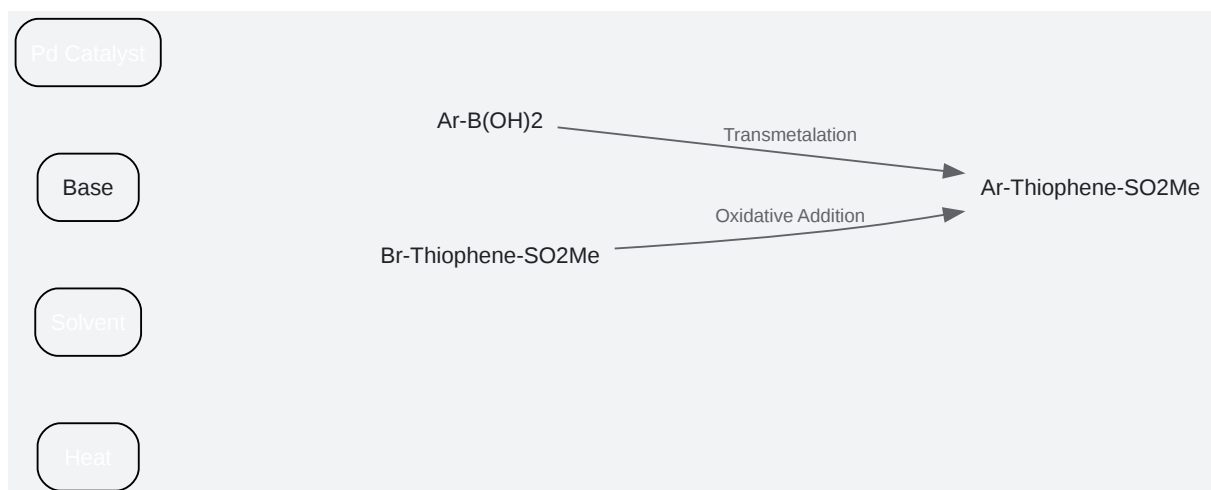 Pd Catalyst
Ar-B(OH)2
Transmetalation
Base
Ar-Thiophene-SO2Me
Oxidative Addition
Br-Thiophene-SO2Me
Solvent
Heat